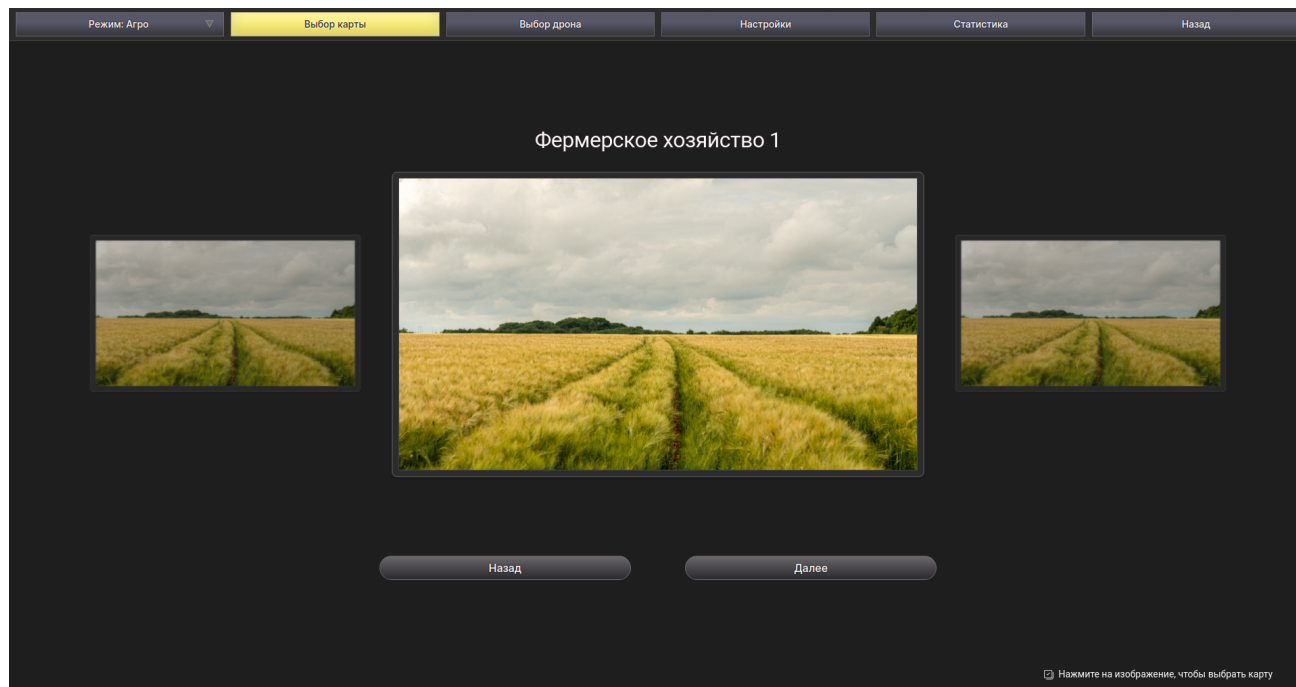 Режим: Агро
Выбор карты
Выбор дрона
Настройки
Статистика
Назад
Фермерское хозяйство 1
Назад
Далее
Нажмите на изображение, чтобы выбрать карту